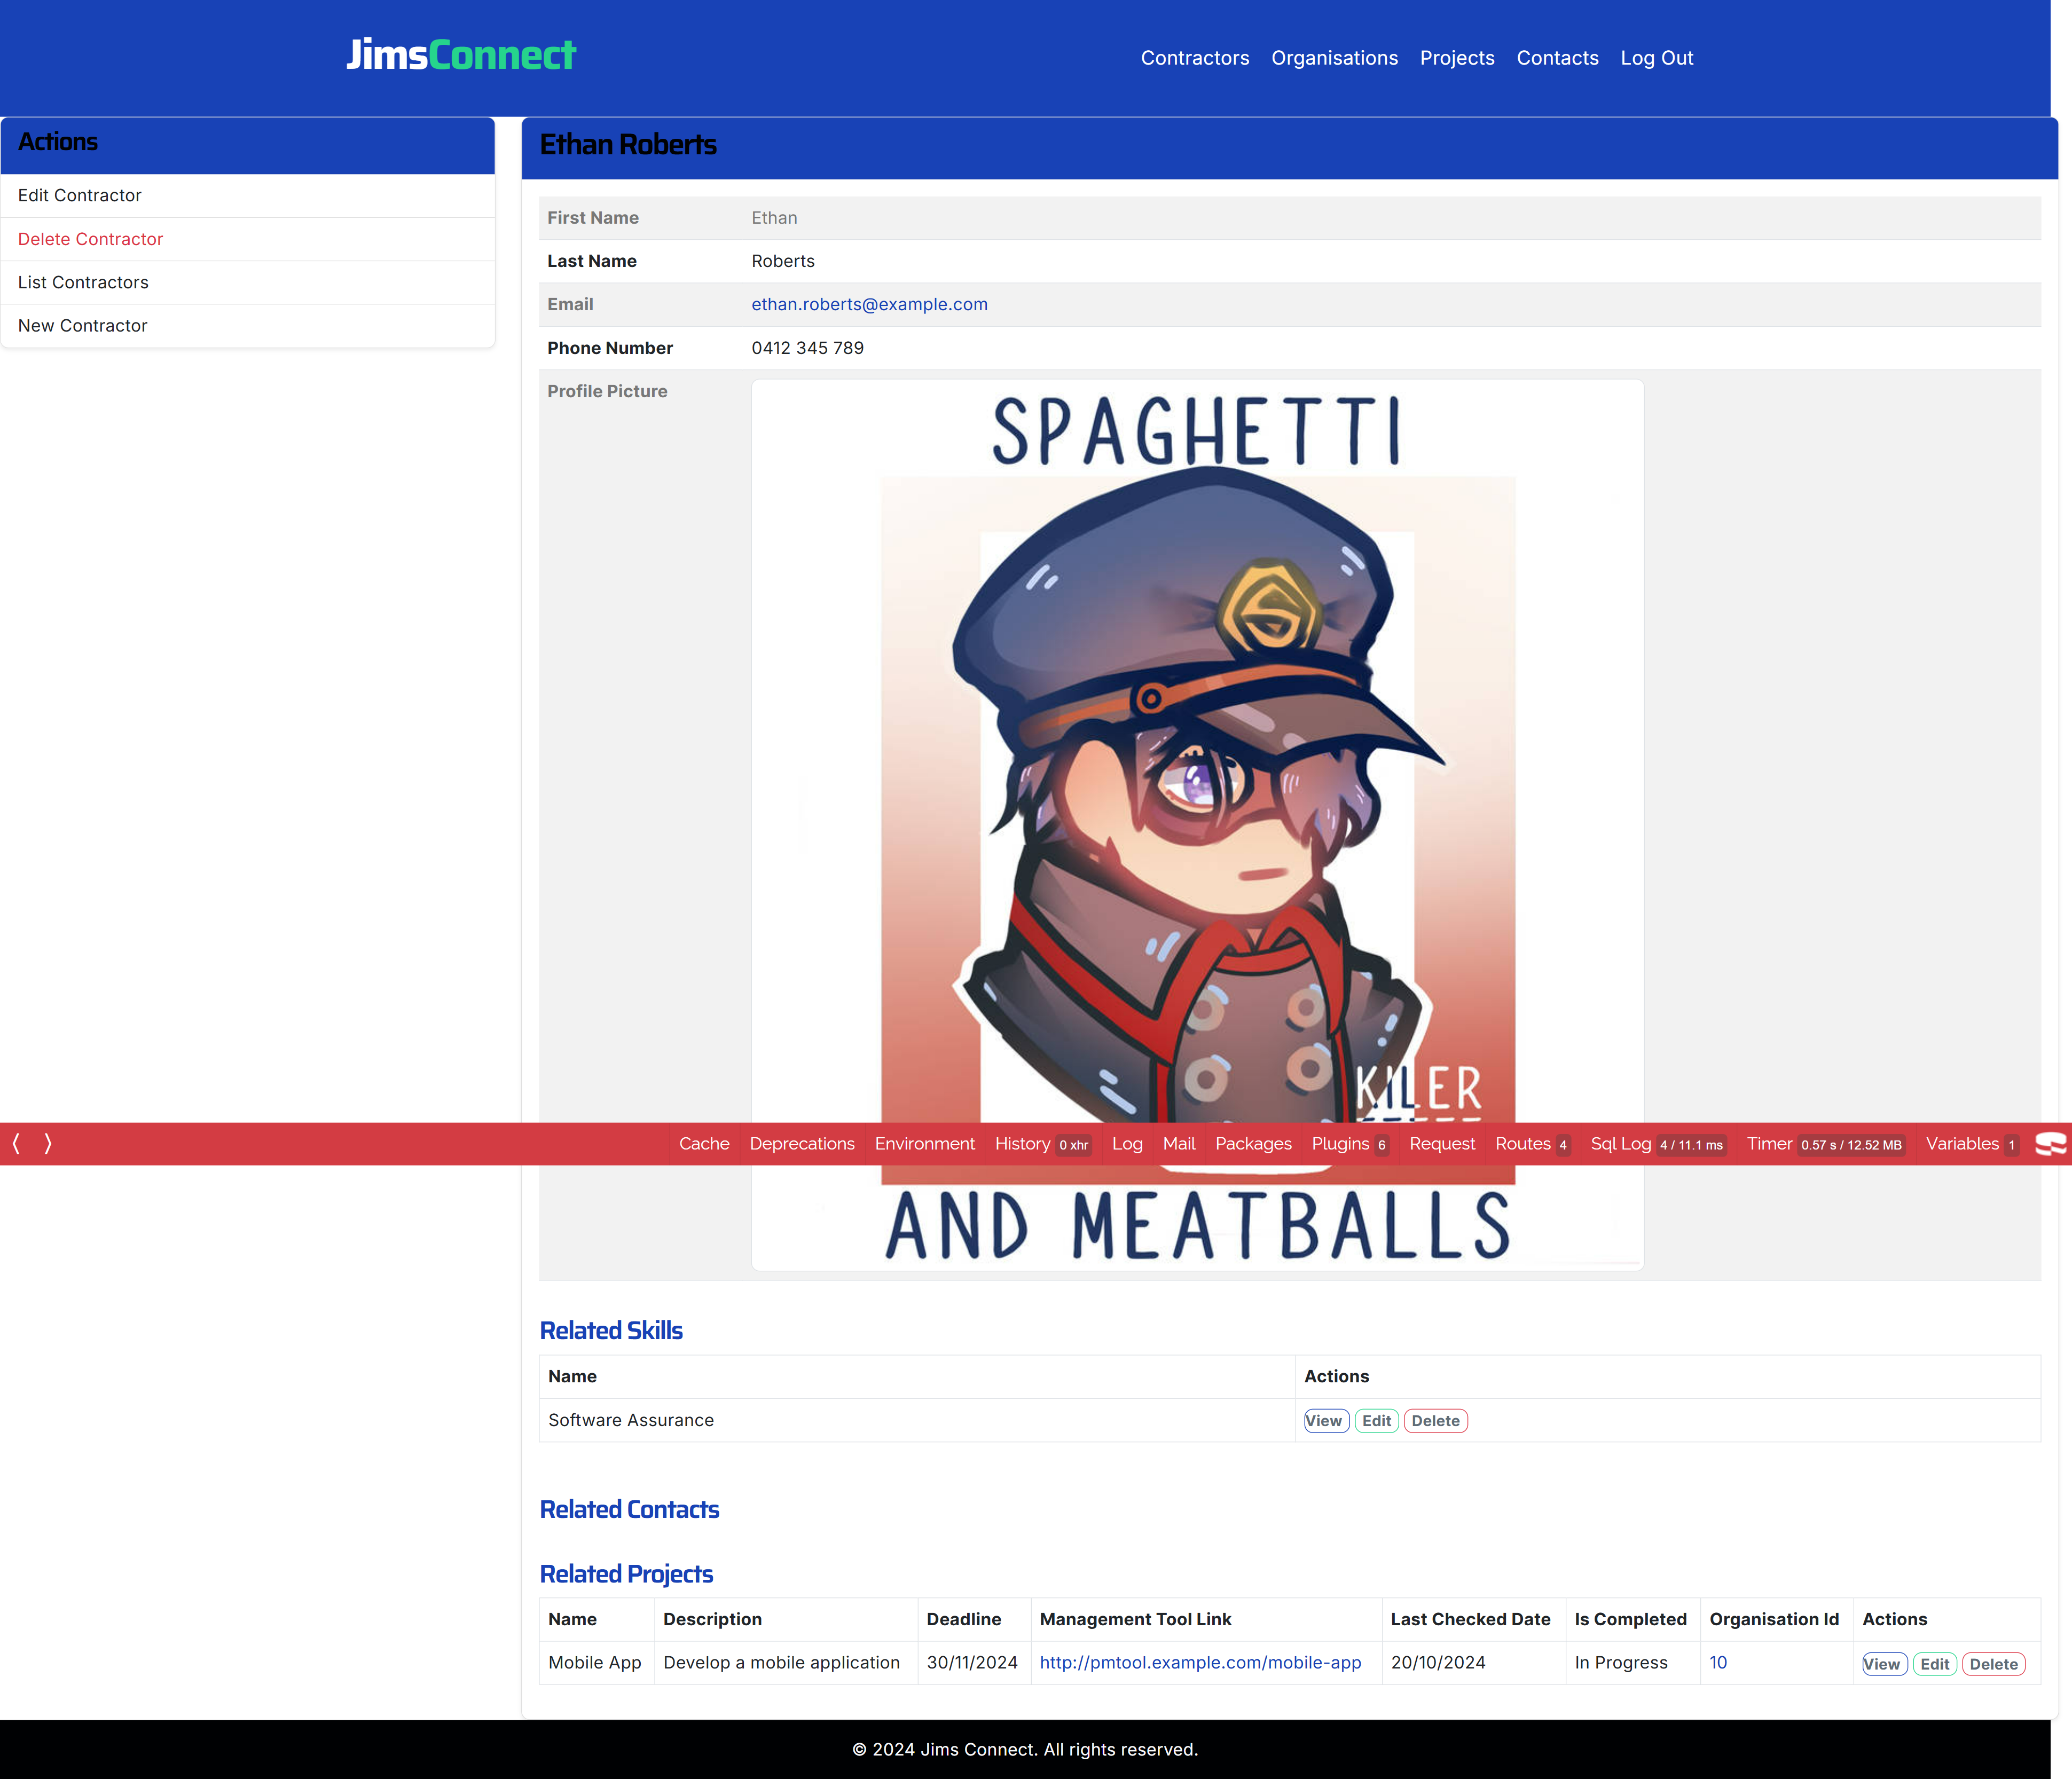 JimsConnect
Contractors Organisations Projects Contacts Log Out
Actions
Edit Contractor
Delete Contractor
List Contractors
New Contractor
Ethan Roberts
First Name Ethan
Last Name Roberts
Email ethan.roberts@example.com
Phone Number 0412 345 789
Profile Picture
SPAGHETTI
KILER
Cache Deprecations Environment History 0 xhr Log Mail Packages Plugins 6 Request Routes 4 Sql Log 4 / 11.1 ms Timer 0.57 s / 12.52 MB Variables 1
AND MEATBALLS
Related Skills
Name Actions
Software Assurance View Edit Delete
Related Contacts
Related Projects
Name Description Deadline Management Tool Link Last Checked Date Is Completed Organisation Id Actions
Mobile App Develop a mobile application 30/11/2024 http://pmtool.example.com/mobile-app 20/10/2024 In Progress 10 View Edit Delete
© 2024 Jims Connect. All rights reserved.